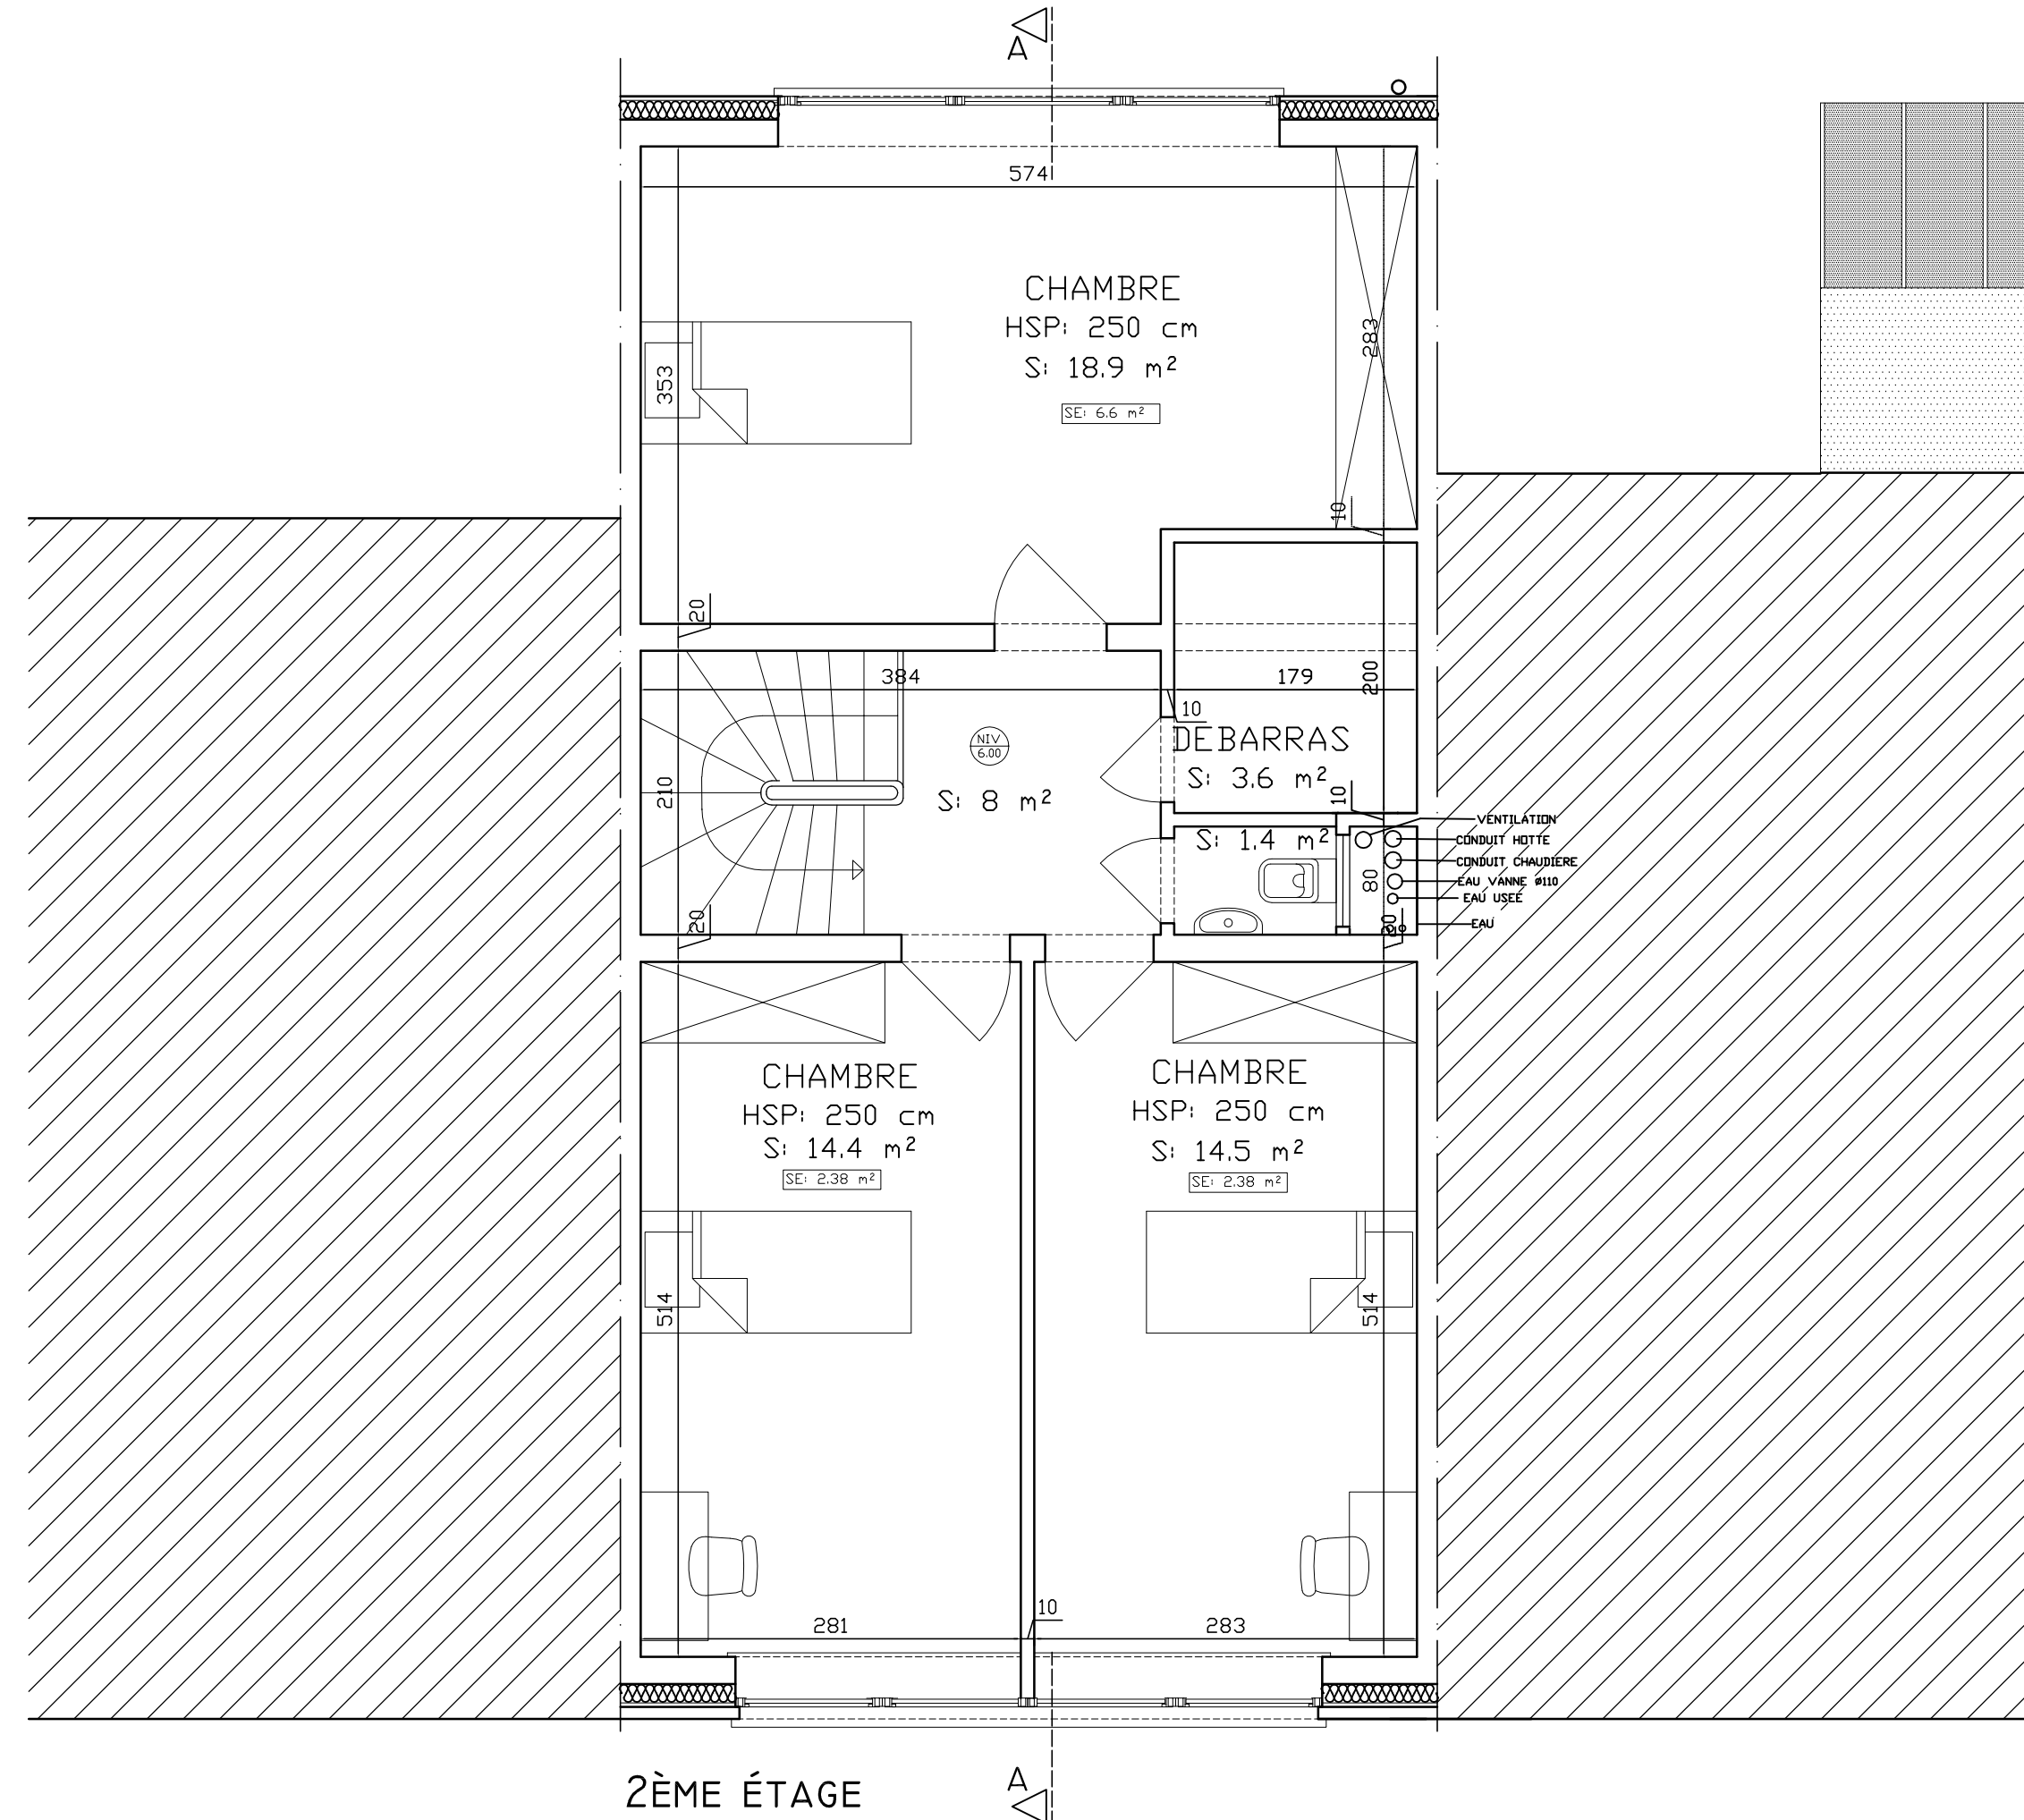 A
574
CHAMBRE
HSP: 250 cm
S: 18.9 m²
SE: 6.6 m²
283
353
10
20
384
179
200
10
NIV
6.00
DEBARRAS
S: 3.6 m²
210
S: 8 m²
10
S: 1.4 m²
VENTILATION
CONDUIT HOTTE
CONDUIT CHAUDIERE
80
EAU VANNE Ø110
EAU USEE
EAU
20
20
CHAMBRE
HSP: 250 cm
S: 14.4 m²
SE: 2.38 m²
CHAMBRE
HSP: 250 cm
S: 14.5 m²
SE: 2.38 m²
514
514
281
10
283
2ÈME ÉTAGE
A